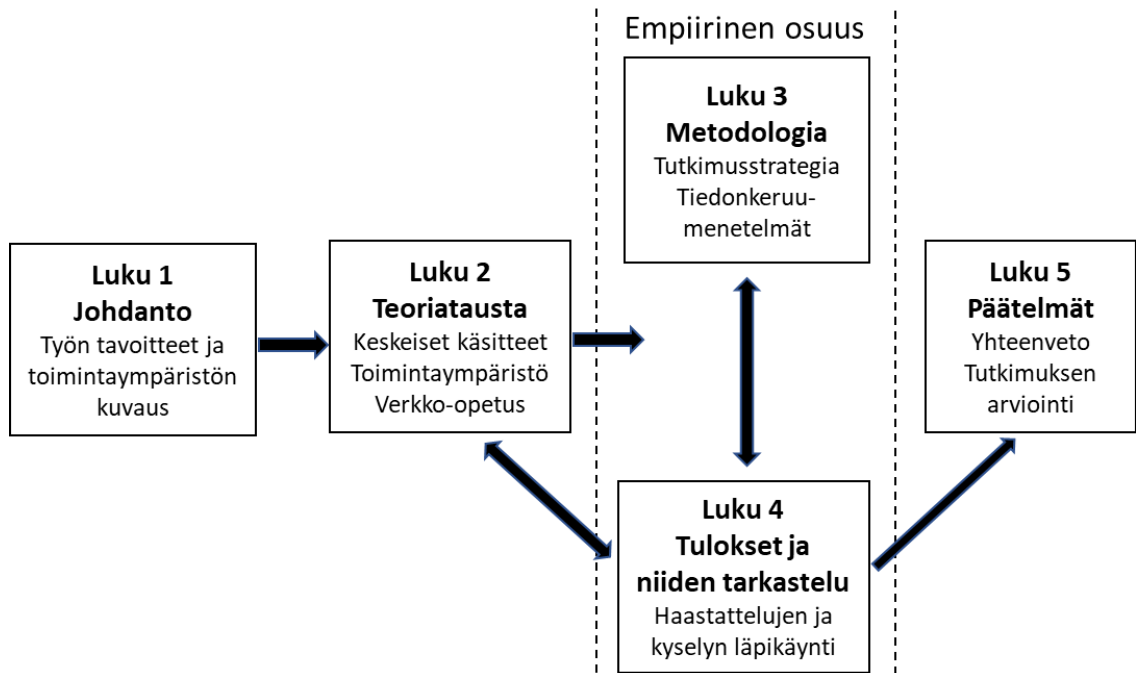 Empiirinen osuus
Luku 1
Johdanto
Työn tavoitteet ja
toimintaympäristön
kuvaus
Luku 2
Teoriatausta
Keskeiset käsitteet
Toimintaympäristö
Verkko-opetus
Luku 3
Metodologia
Tutkimusstrategia
Tiedonkeruu-
menetelmät
Luku 4
Tulokset ja
niiden tarkastelu
Haastattelujen ja
kyselyn läpikäynti
Luku 5
Päätelmät
Yhteenveto
Tutkimuksen
arviointi